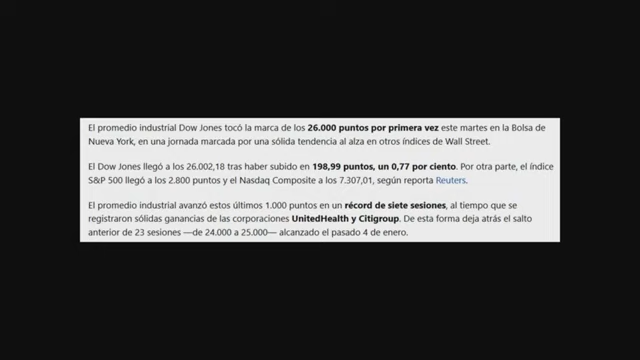 El promedio industrial Dow Jones tocó la marca de los 26.000 puntos por primera vez este martes en la Bolsa de
Nueva York, en una jornada marcada por una sólida tendencia al alza en otros índices de Wall Street.
El Dow Jones llegó a los 26.002,18 tras haber subido en 198,99 puntos, un 0,77 por ciento. Por otra parte, el índice
S&P 500 llegó a los 2.800 puntos y el Nasdaq Composite a los 7.307,01, según reporta Reuters.
El promedio industrial avanzó estos últimos 1.000 puntos en un récord de siete sesiones, al tiempo que se
registraron sólidas ganancias de las corporaciones UnitedHealth y Citigroup. De esta forma deja atrás el salto
anterior de 23 sesiones —de 24.000 a 25.000— alcanzado el pasado 4 de enero.